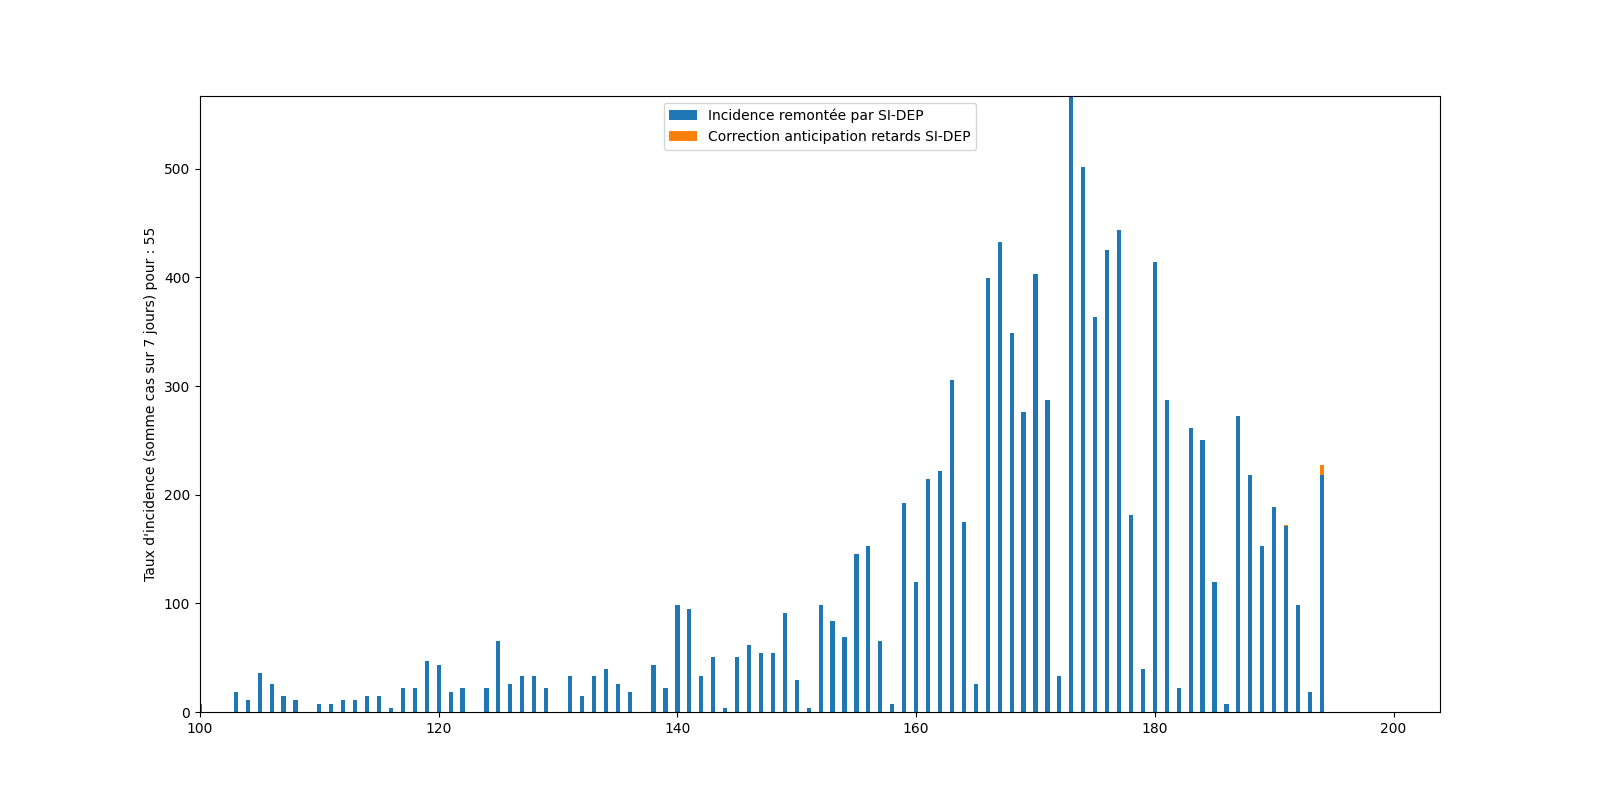 Incidence remontée par SI-DEP
Correction anticipation retards SI-DEP
Taux d'incidence (somme cas sur 7 jours) pour : 55
500
400
300
200
100
0
100 120 140 160 180 200